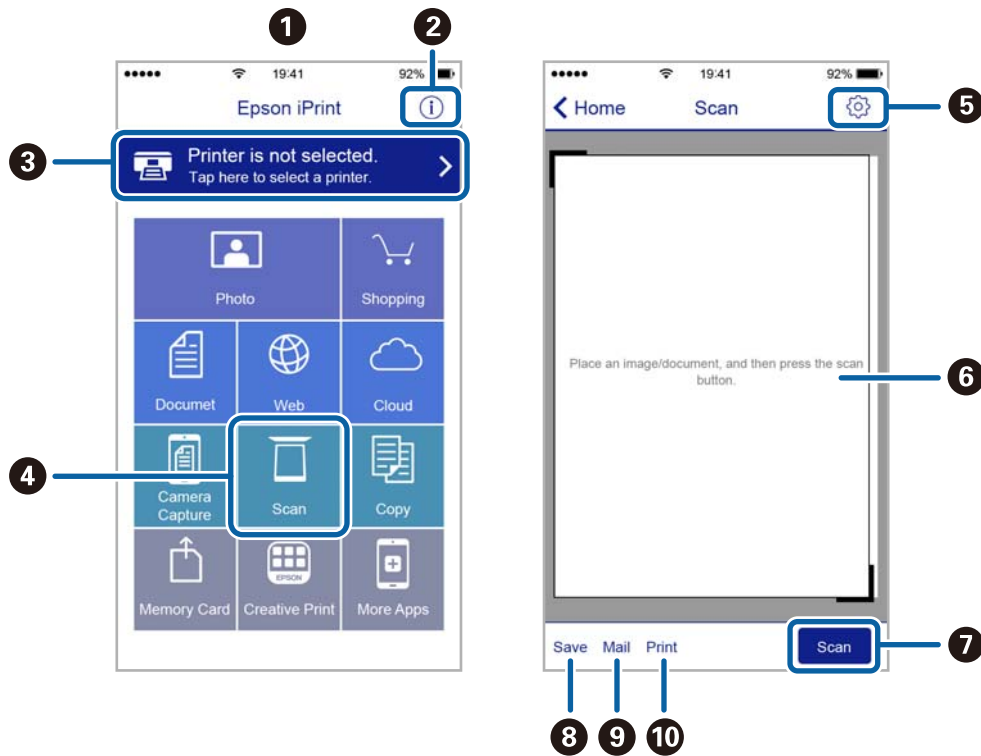 1
2
19:41
92%
Epson iPrint
i
3
Printer is not selected.
Tap here to select a printer.
Photo
Shopping
Documet
Web
Cloud
4
Camera
Capture
Scan
Copy
EPSON
Memory Card
Creative Print
More Apps
19:41
92%
Home
Scan
5
Place an image/document, and then press the scan
button.
6
Save Mail Print
Scan
7
8 9 10